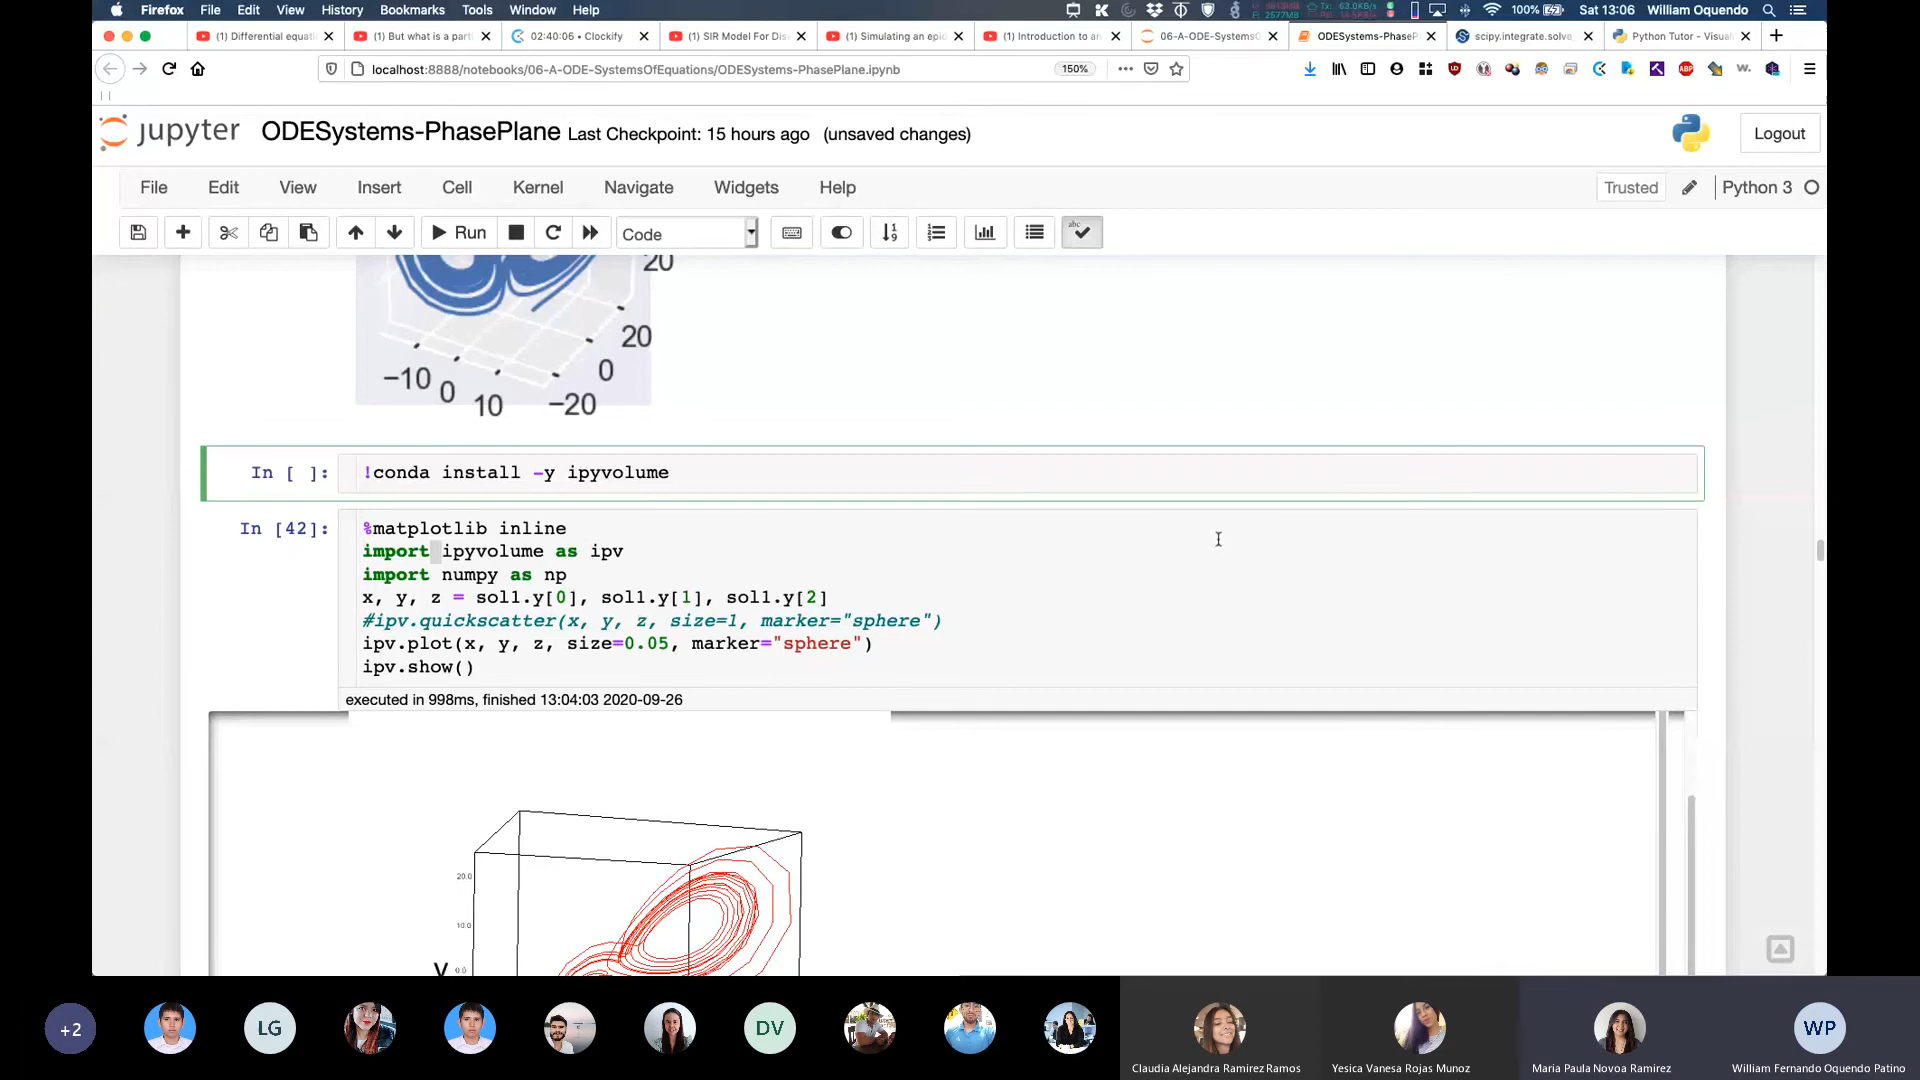 Firefox File Edit View History Bookmarks Tools Window Help 100% Sat 13:06 William Oquendo
(1) Differential equati (1) But what is a parti 02:40:06 • Clockify (1) SIR Model For Dis (1) Simulating an epid (1) Introduction to an 06-A-ODE-SystemsO ODESystems-PhaseP scipy.integrate.solve_ Python Tutor - Visual
localhost:8888/notebooks/06-A-ODE-SystemsOfEquations/ODESystems-PhasePlane.ipynb 150%
jupyter ODESystems-PhasePlane Last Checkpoint: 15 hours ago (unsaved changes) Logout
File Edit View Insert Cell Kernel Navigate Widgets Help Trusted Python 3
Run Code
20
20
0
−10 0 10 −20
In [ ]: !conda install -y ipyvolume
In [42]: %matplotlib inline
import ipyvolume as ipv
import numpy as np
x, y, z = sol1.y[0], sol1.y[1], sol1.y[2]
#ipv.quickscatter(x, y, z, size=1, marker="sphere")
ipv.plot(x, y, z, size=0.05, marker="sphere")
ipv.show()
executed in 998ms, finished 13:04:03 2020-09-26
20.0
10.0
0.0
+2 LG DV WP
Claudia Alejandra Ramirez Ramos Yesica Vanesa Rojas Munoz Maria Paula Novoa Ramirez William Fernando Oquendo Patino